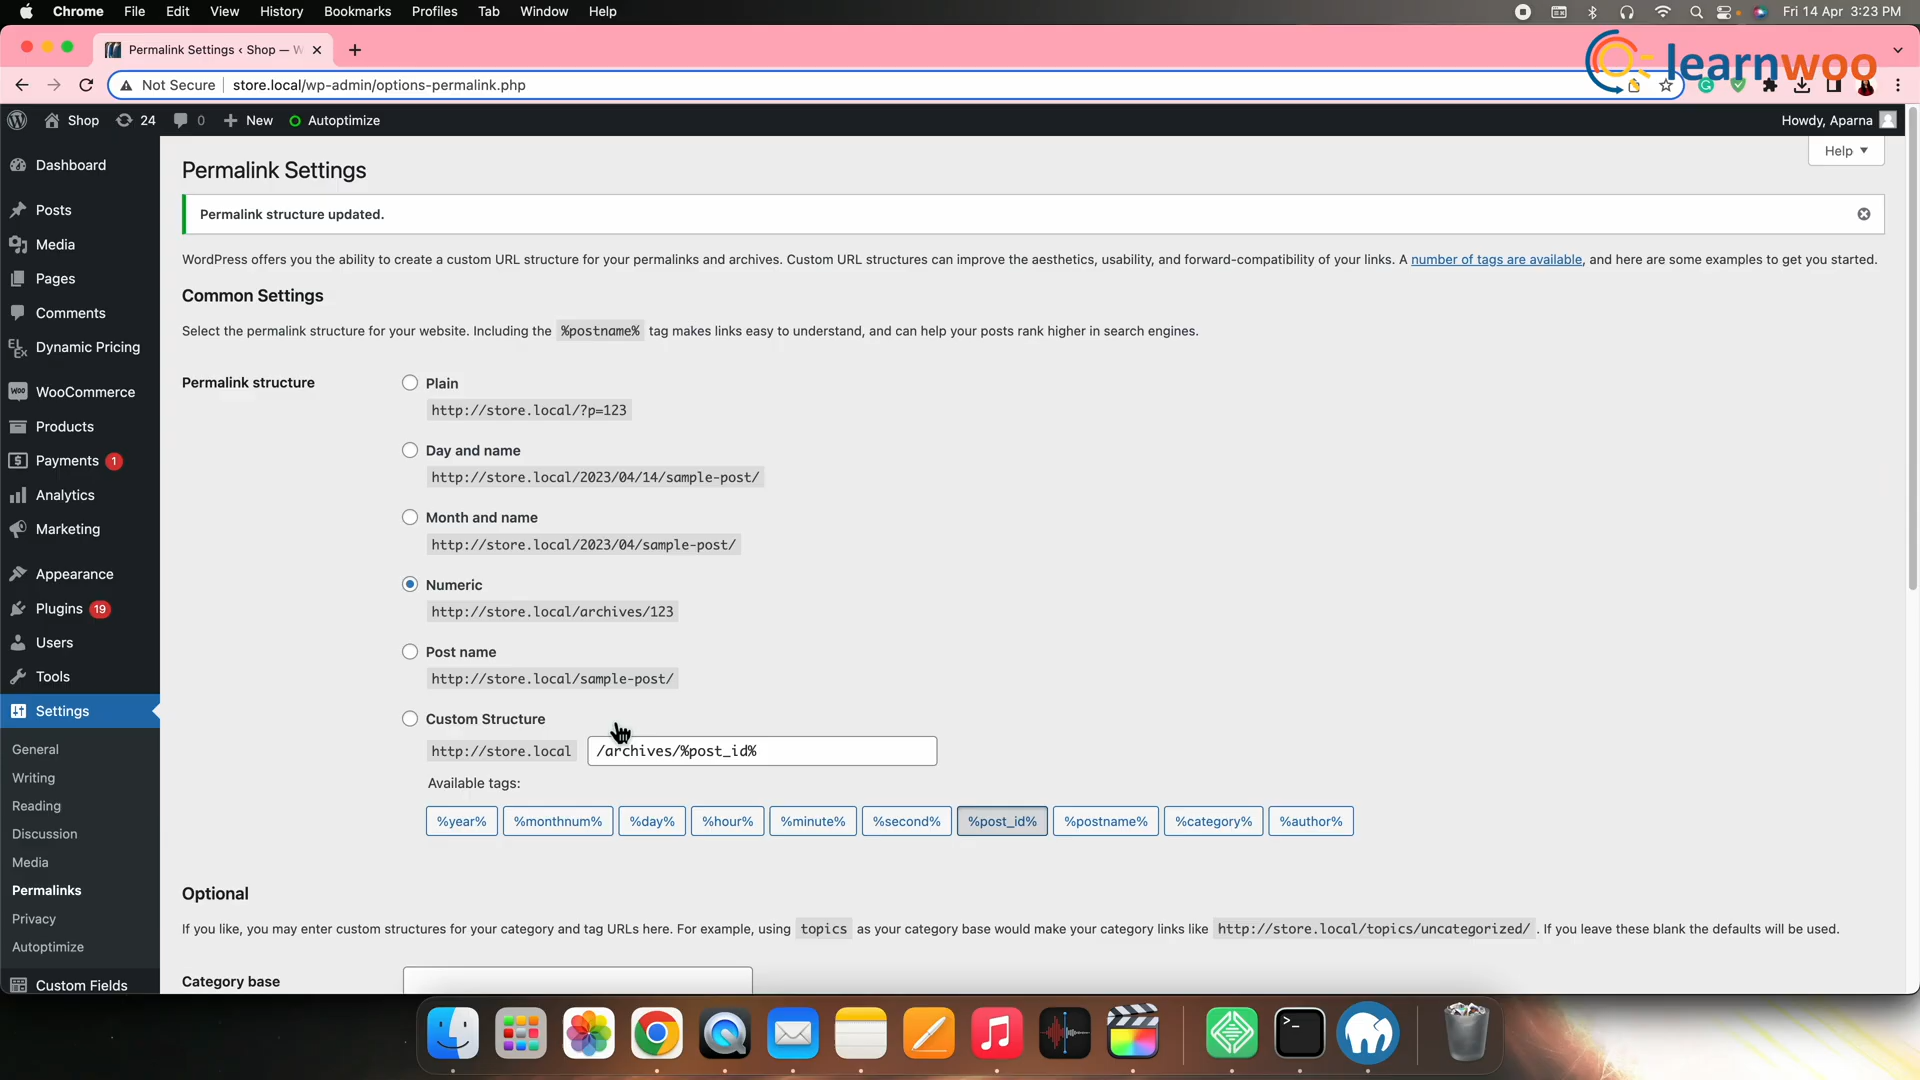 Chrome File Edit View History Bookmarks Profiles Tab Window Help Fri 14 Apr 3:23 PM
Permalink Settings ‹ Shop — W
learnwoo
Not Secure store.local/wp-admin/options-permalink.php
Shop 24 0 New Autoptimize Howdy, Aparna
Help
Dashboard
Posts
Media
Pages
Comments
Dynamic Pricing
WooCommerce
Products
Payments 1
Analytics
Marketing
Appearance
Plugins 19
Users
Tools
Settings
General
Writing
Reading
Discussion
Media
Permalinks
Privacy
Autoptimize
Custom Fields
Permalink Settings
Permalink structure updated.
WordPress offers you the ability to create a custom URL structure for your permalinks and archives. Custom URL structures can improve the aesthetics, usability, and forward-compatibility of your links. A number of tags are available, and here are some examples to get you started.
Common Settings
Select the permalink structure for your website. Including the %postname% tag makes links easy to understand, and can help your posts rank higher in search engines.
Permalink structure
Plain
http://store.local/?p=123
Day and name
http://store.local/2023/04/14/sample-post/
Month and name
http://store.local/2023/04/sample-post/
Numeric
http://store.local/archives/123
Post name
http://store.local/sample-post/
Custom Structure
http://store.local /archives/%post_id%
Available tags:
%year% %monthnum% %day% %hour% %minute% %second% %post_id% %postname% %category% %author%
Optional
If you like, you may enter custom structures for your category and tag URLs here. For example, using topics as your category base would make your category links like http://store.local/topics/uncategorized/ . If you leave these blank the defaults will be used.
Category base